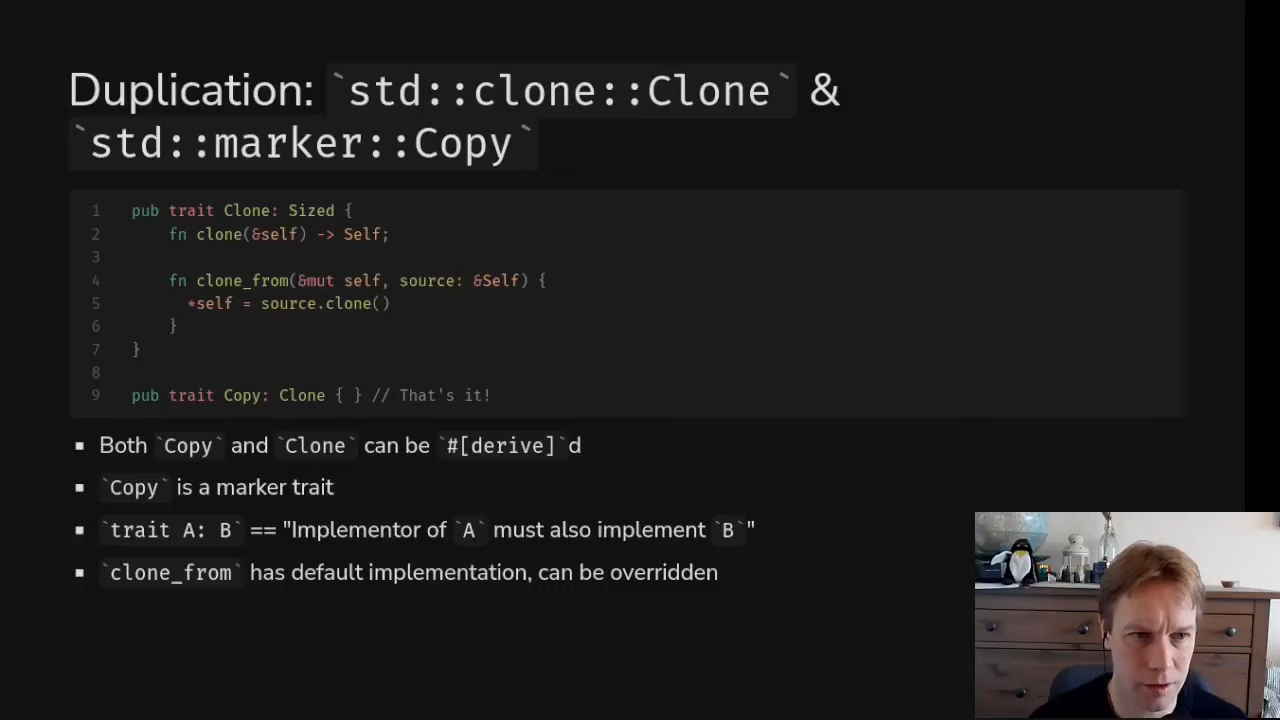 Duplication: `std::clone::Clone` &
`std::marker::Copy`
1 pub trait Clone: Sized {
2     fn clone(&self) -> Self;
3
4     fn clone_from(&mut self, source: &Self) {
5       *self = source.clone()
6     }
7 }
8
9 pub trait Copy: Clone { } // That's it!
▪ Both `Copy` and `Clone` can be `#[derive]`d
▪ `Copy` is a marker trait
▪ `trait A: B` == "Implementor of `A` must also implement `B`"
▪ `clone_from` has default implementation, can be overridden